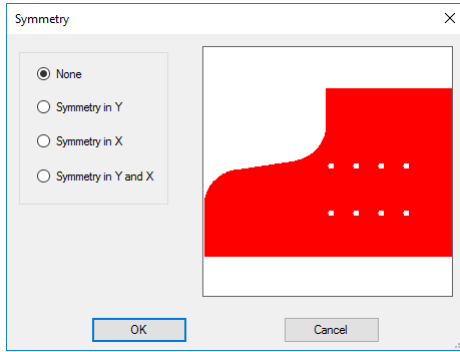 Symmetry
None
Symmetry in Y
Symmetry in X
Symmetry in Y and X
OK
Cancel